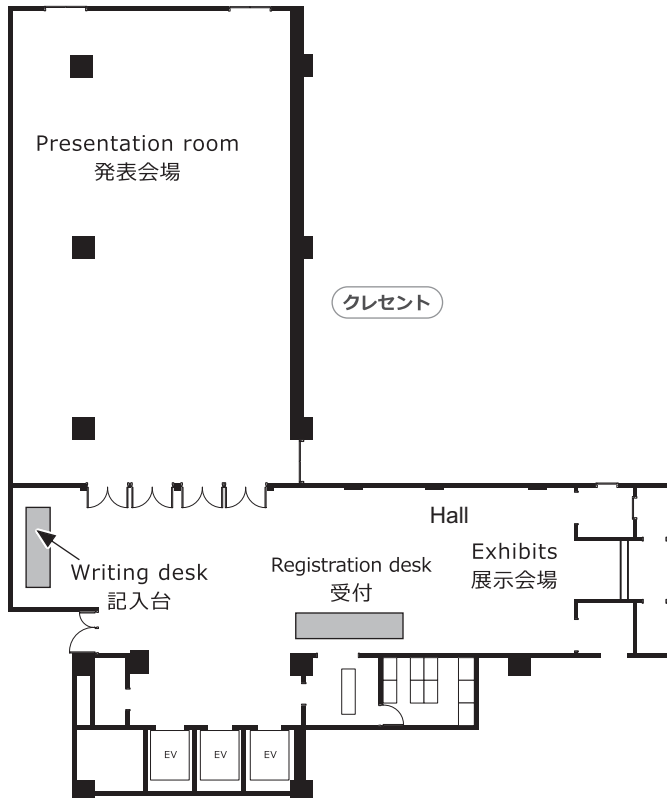 Presentation room
発表会場
クレセント
Hall
Exhibits
展示会場
Registration desk
受付
Writing desk
記入台
EV
EV
EV